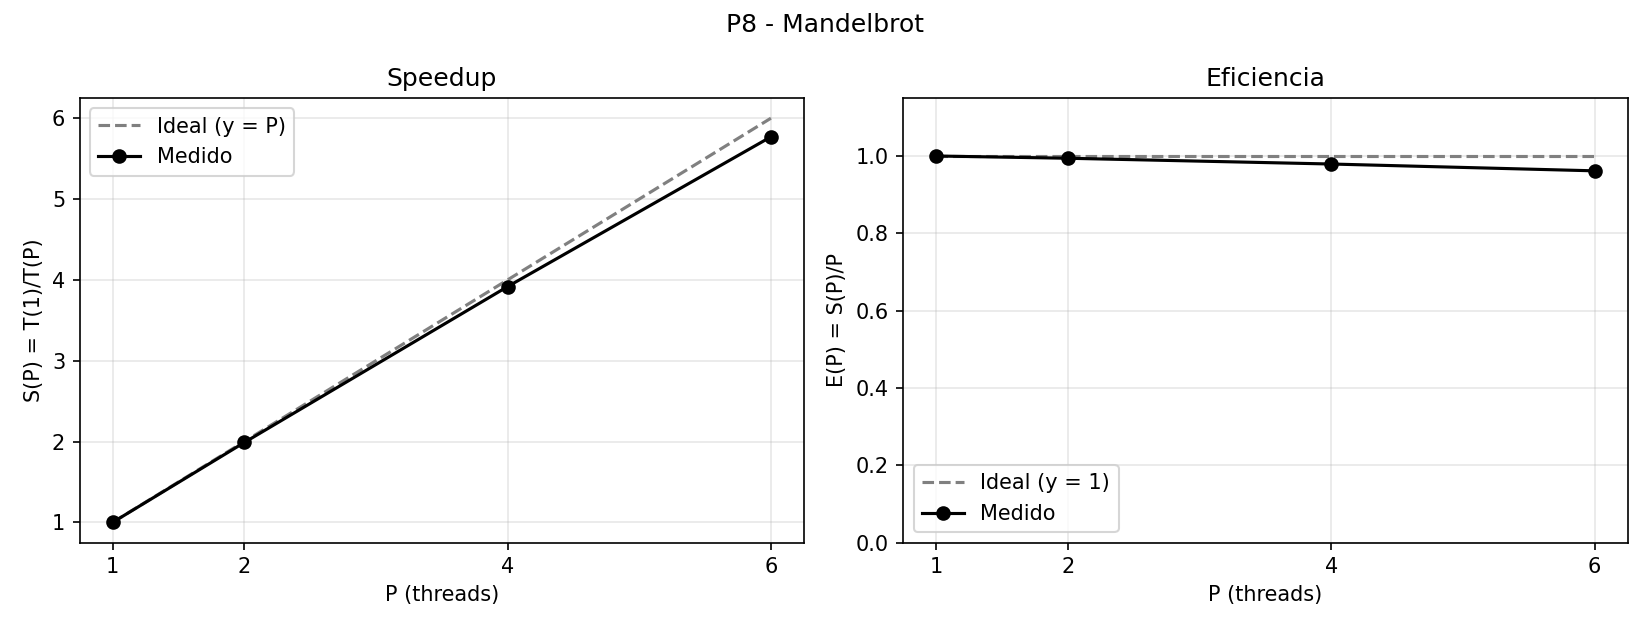 P8 - Mandelbrot
Speedup
Ideal (y = P)
Medido
S(P) = T(1)/T(P)
6
5
4
3
2
1
1
2
4
6
P (threads)
Eficiencia
E(P) = S(P)/P
1.0
0.8
0.6
0.4
0.2
0.0
Ideal (y = 1)
Medido
1
2
4
6
P (threads)